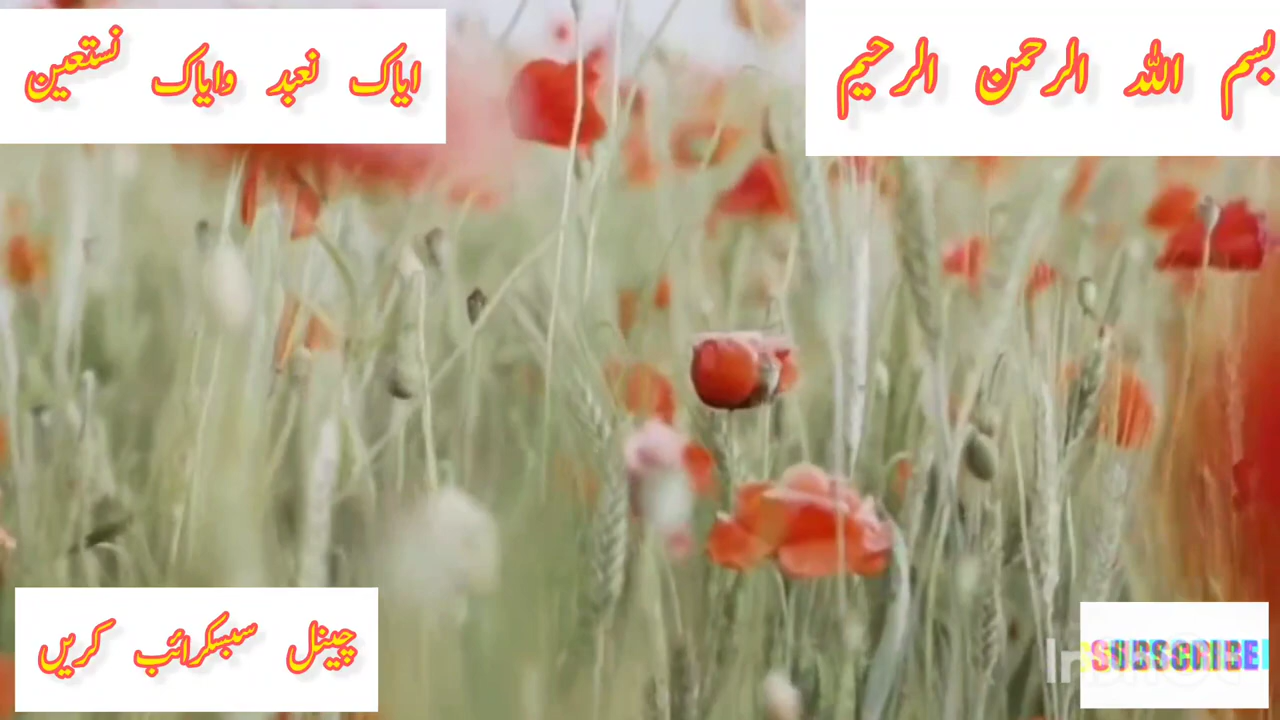 بسم اللہ الرحمن الرحیم
ایاک نعبد وایاک نستعین
چینل سبسکرائب کریں
SUBSCRIBE